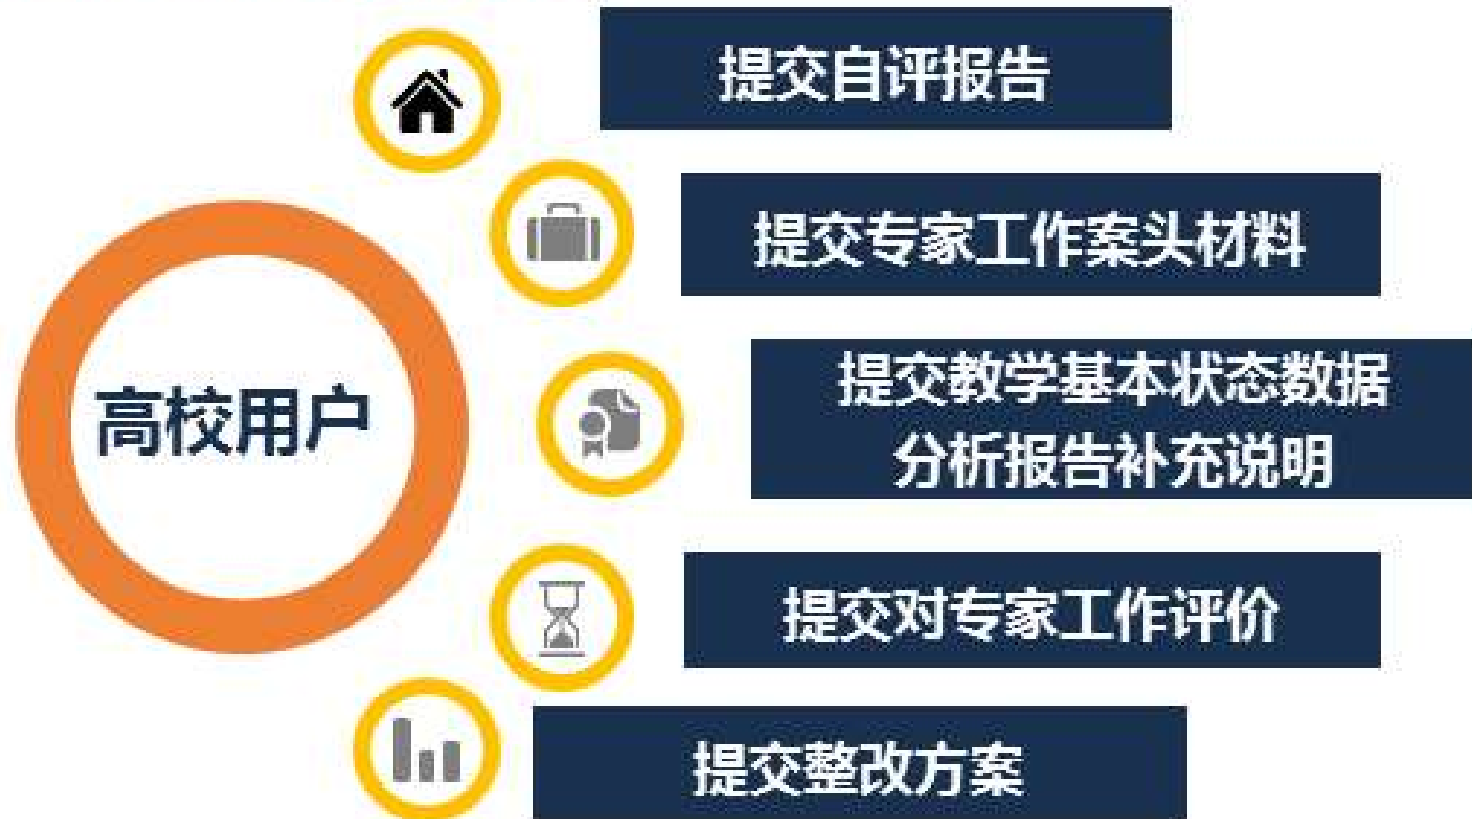 提交自评报告
提交专家工作案头材料
高校用户
提交教学基本状态数据
分析报告补充说明
提交对专家工作评价
提交整改方案